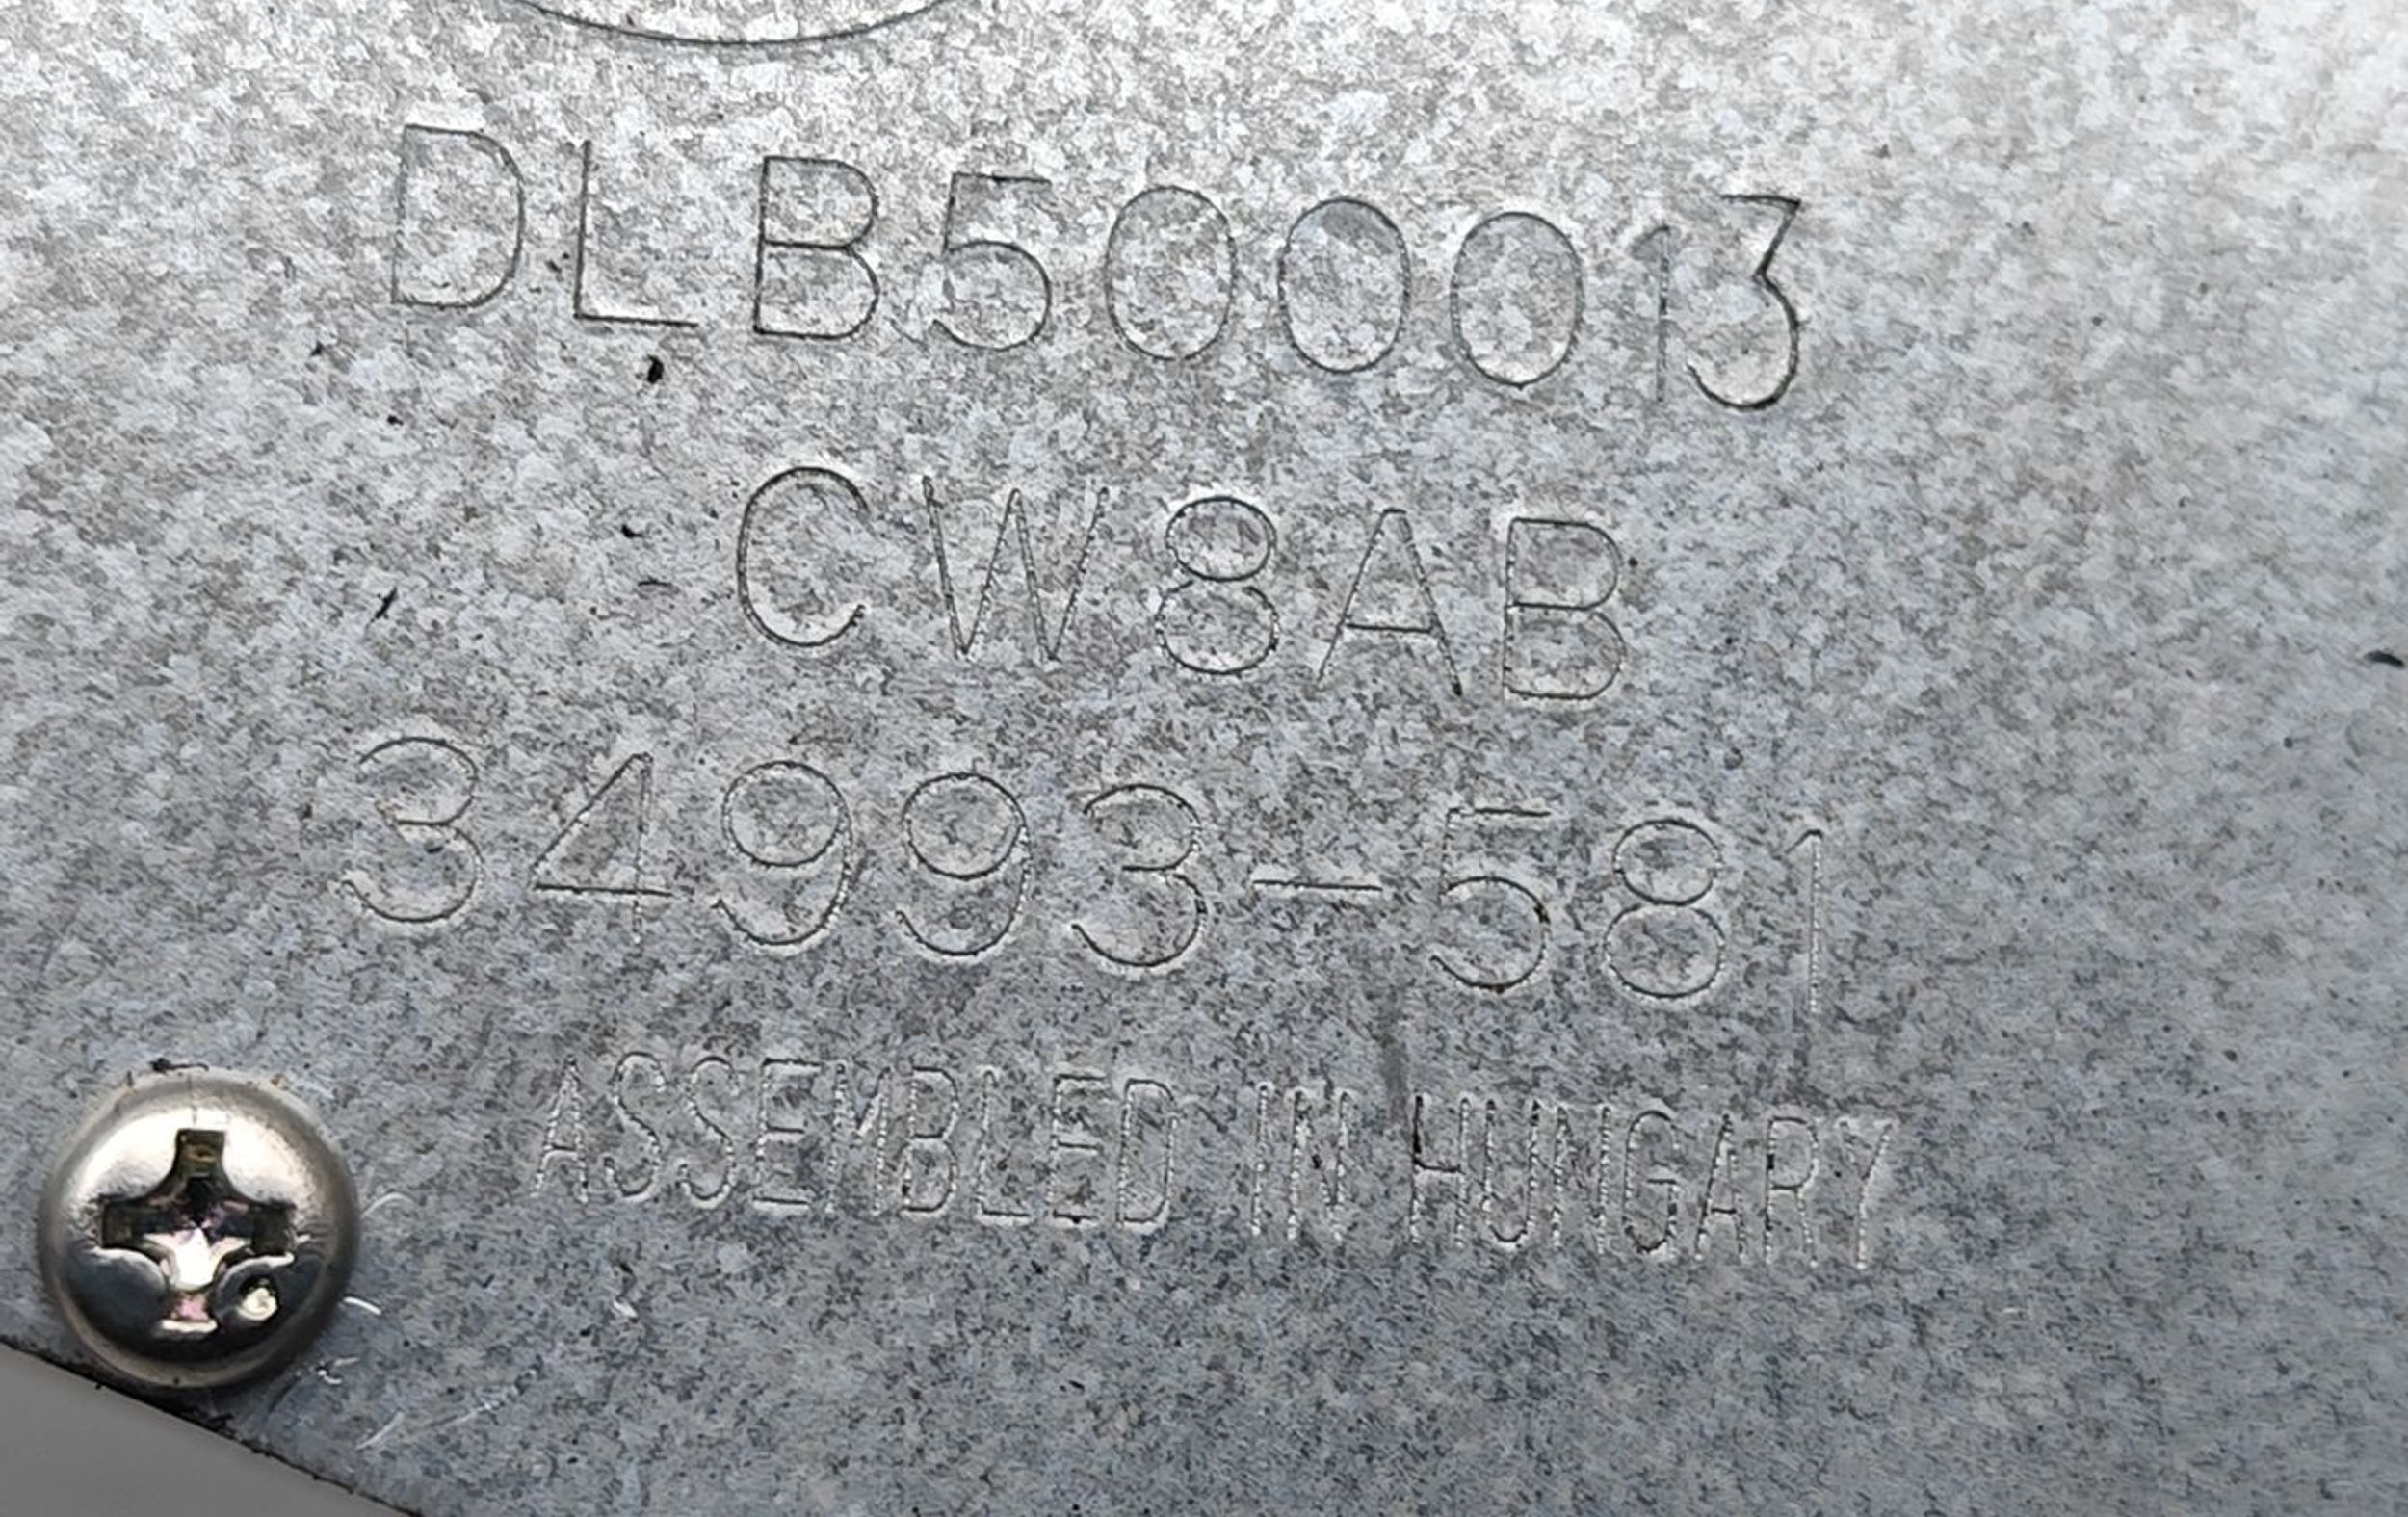 DLB500013
CW8AB
34993-581
ASSEMBLED IN HUNGARY